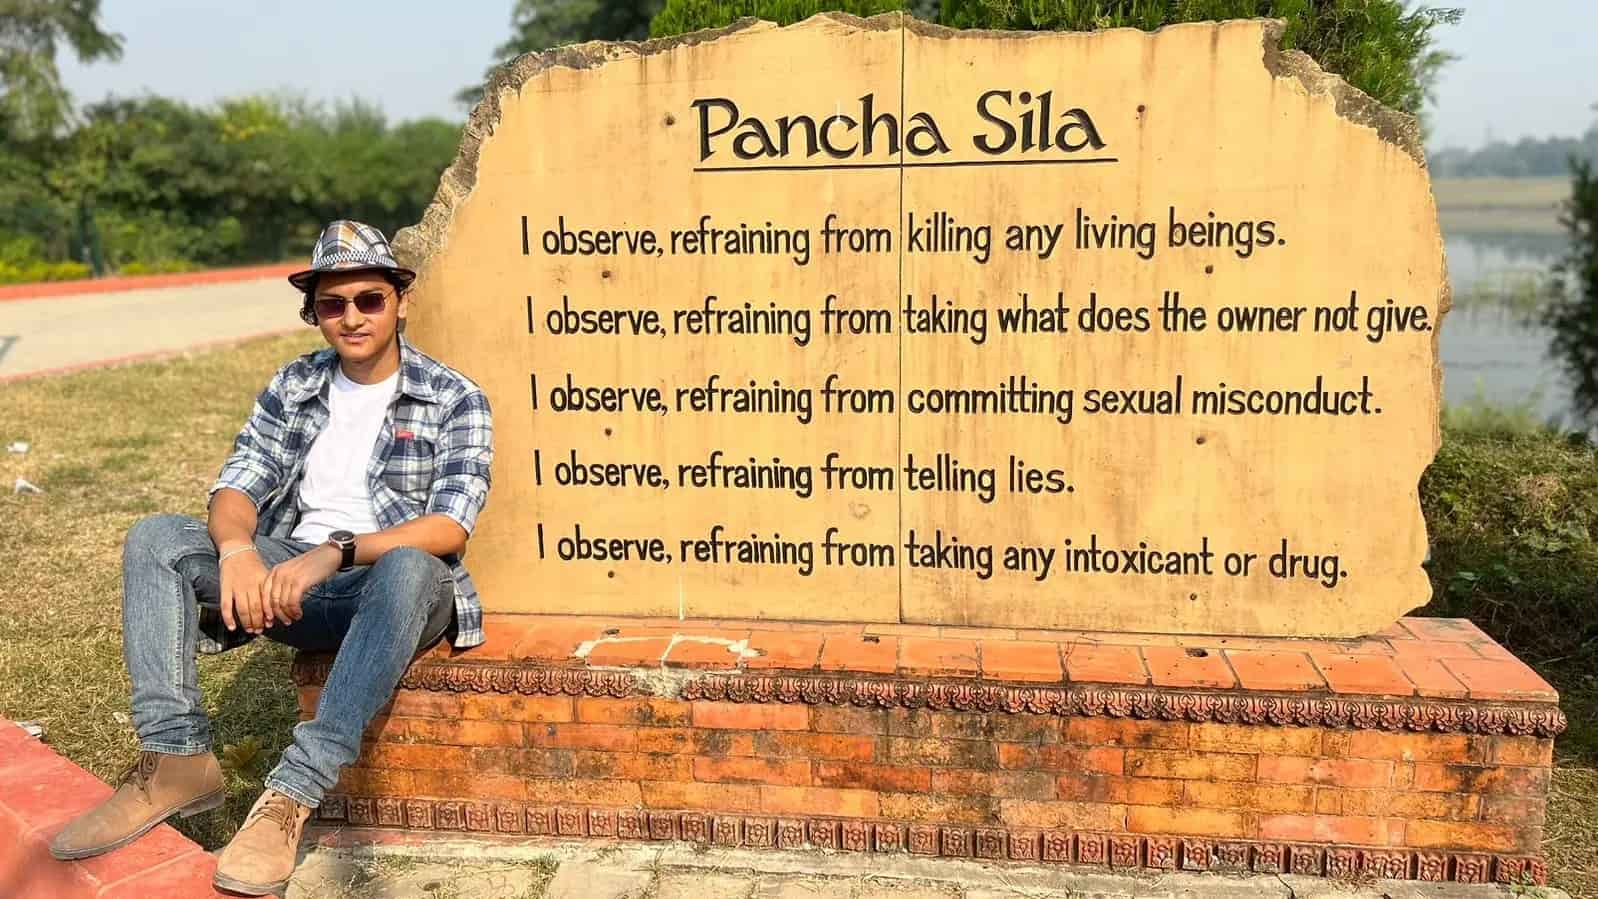 Pancha Sila
I observe, refraining from killing any living beings.
I observe, refraining from taking what does the owner not give.
I observe, refraining from committing sexual misconduct.
I observe, refraining from telling lies.
I observe, refraining from taking any intoxicant or drug.